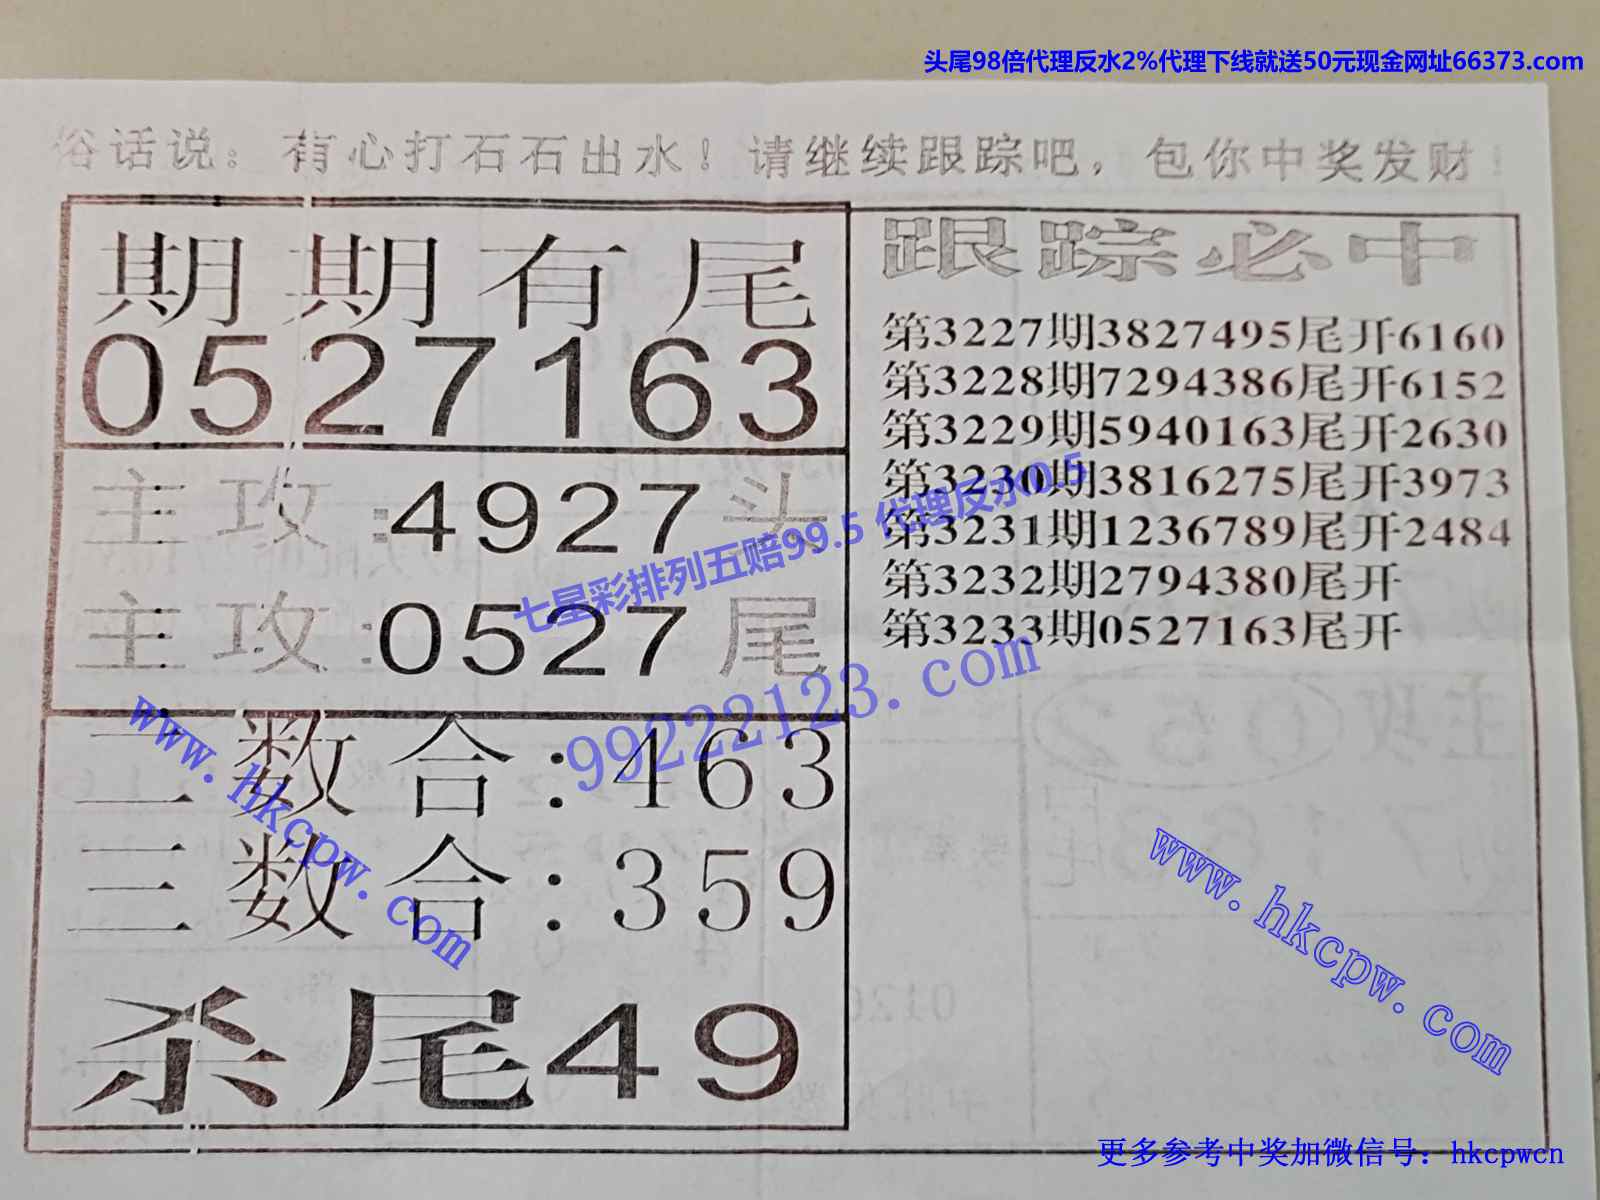 头尾98倍代理反水2%代理下线就送50元现金网址66373.com
俗话说：有心打石石出水！请继续跟踪吧，包你中奖发财！
期期有尾
0527163
主攻:4927头
主攻:0527尾
二数合:463
三数合:359
杀尾49
跟踪必中
第3227期3827495尾开6160
第3228期7294386尾开6152
第3229期5940163尾开2630
第3230期3816275尾开3973
第3231期1236789尾开2484
第3232期2794380尾开
第3233期0527163尾开
七星彩排列五赔99.5 代理反水0.5
99222123.com
www.hkcpw.com
www.hkcpw.com
主攻
052
尾
更多参考中奖加微信号：hkcpwcn